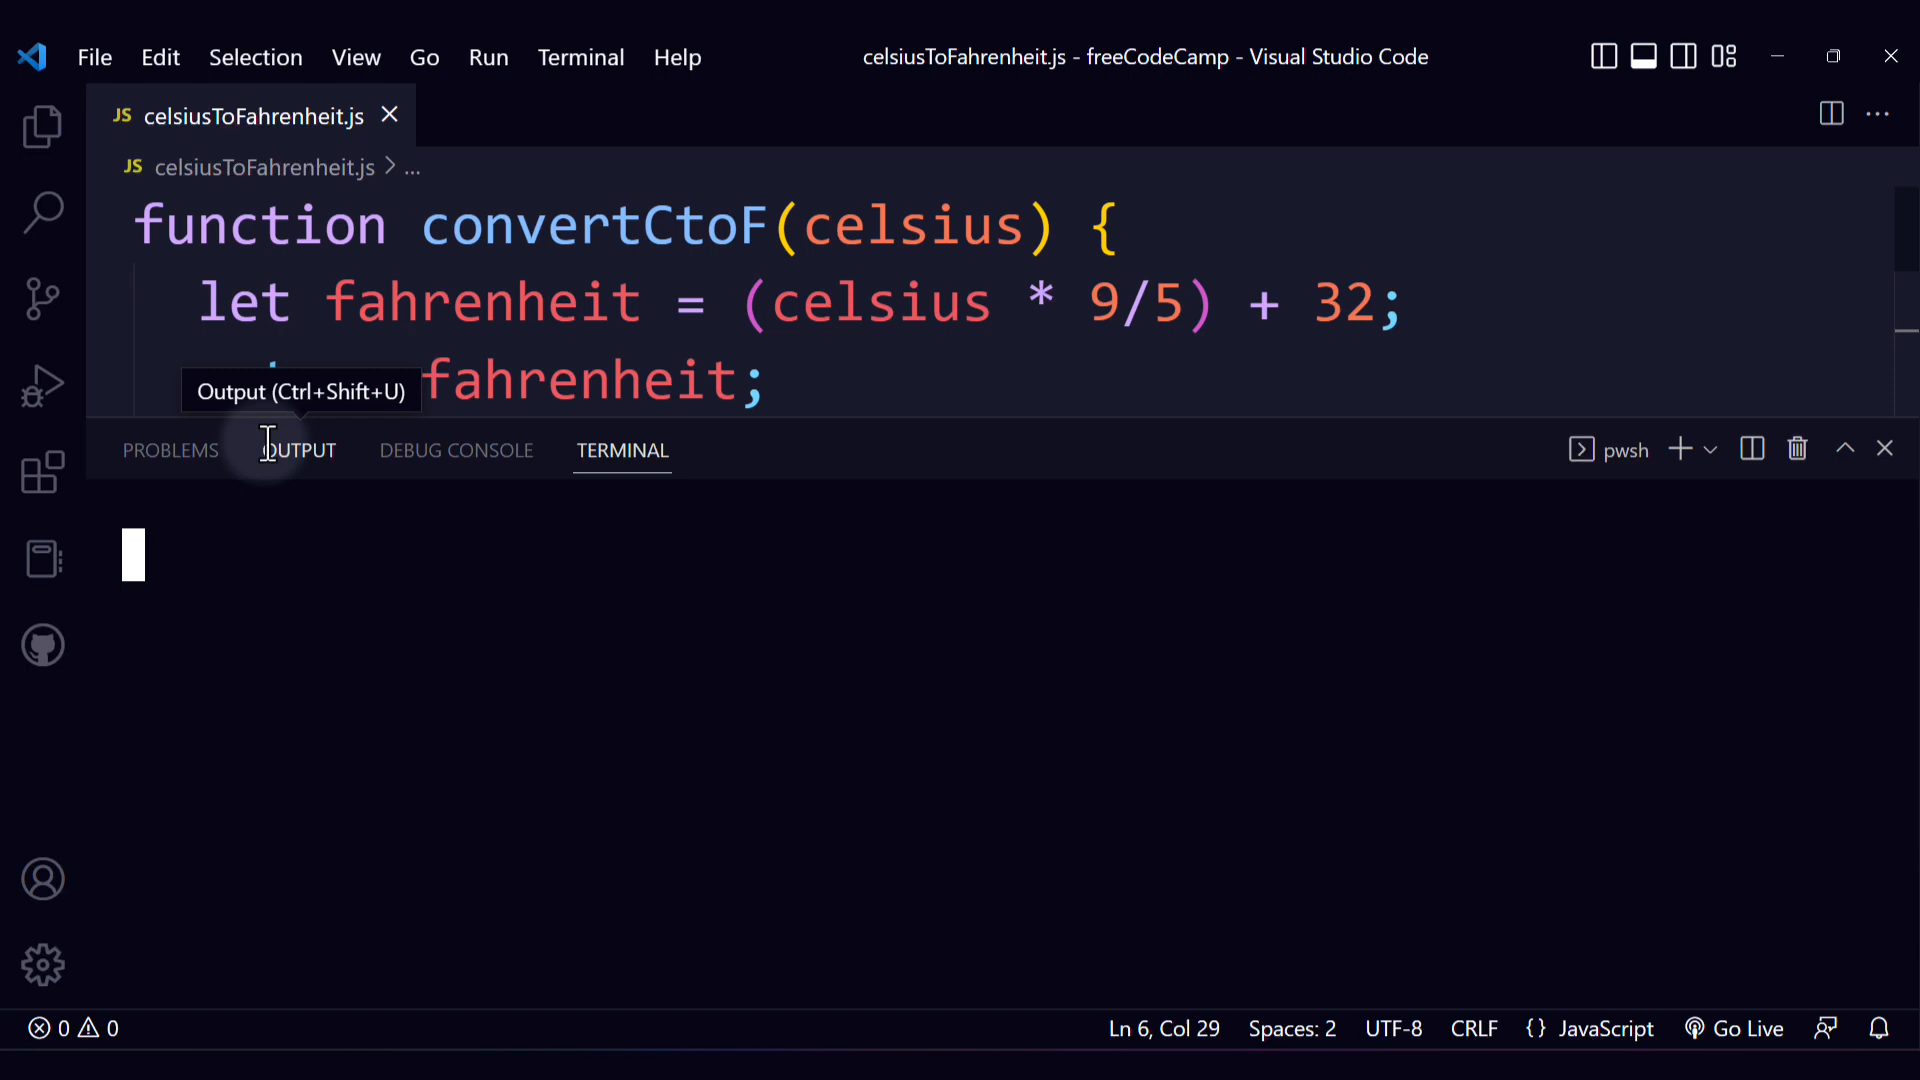 File Edit Selection View Go Run Terminal Help celsiusToFahrenheit.js - freeCodeCamp - Visual Studio Code
JS celsiusToFahrenheit.js
JS celsiusToFahrenheit.js > ...
function convertCtoF(celsius) {
let fahrenheit = (celsius * 9/5) + 32;
fahrenheit;
Output (Ctrl+Shift+U)
PROBLEMS OUTPUT DEBUG CONSOLE TERMINAL pwsh
0 0 Ln 6, Col 29 Spaces: 2 UTF-8 CRLF {} JavaScript Go Live